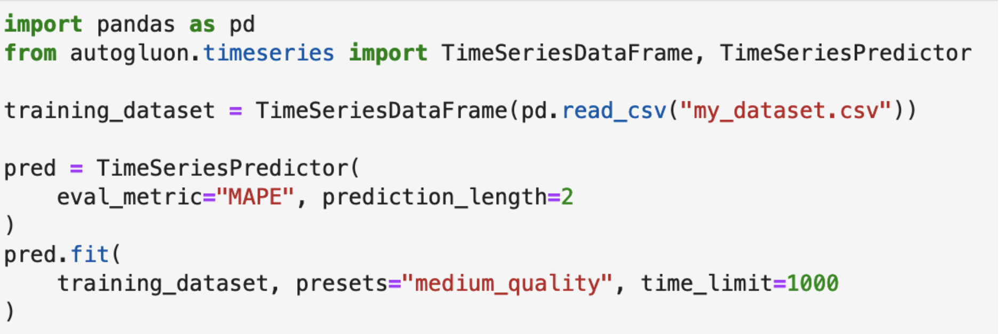 import pandas as pd
from autogluon.timeseries import TimeSeriesDataFrame, TimeSeriesPredictor
training_dataset = TimeSeriesDataFrame(pd.read_csv("my_dataset.csv"))
pred = TimeSeriesPredictor(
    eval_metric="MAPE", prediction_length=2
)
pred.fit(
    training_dataset, presets="medium_quality", time_limit=1000
)